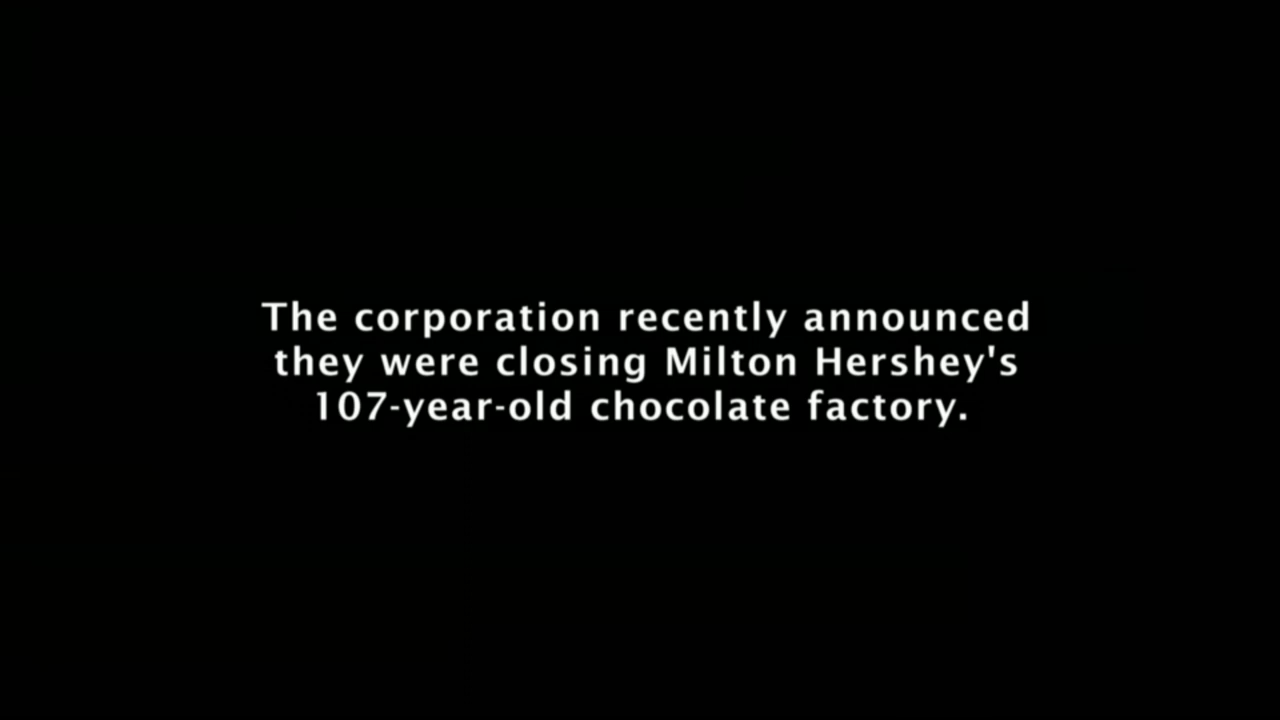 The corporation recently announced
they were closing Milton Hershey's
107-year-old chocolate factory.